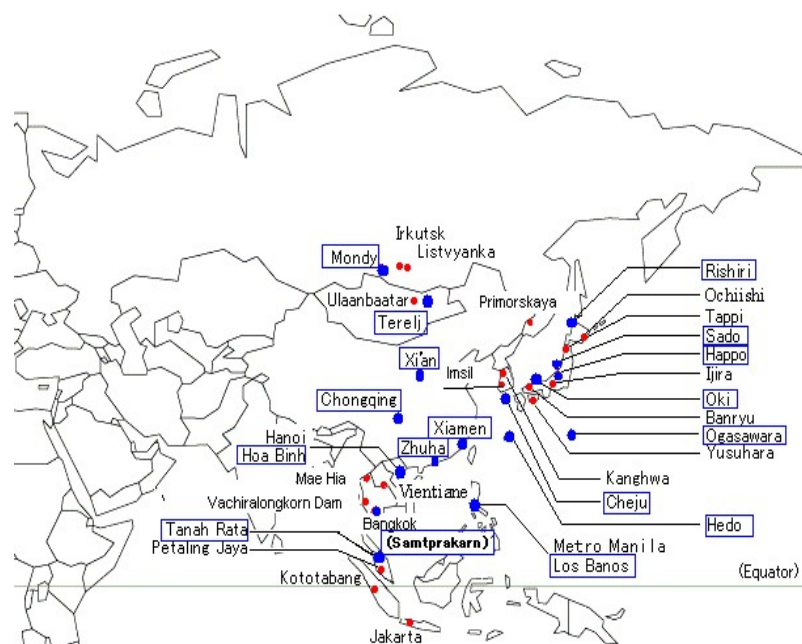 Irkutsk
Listvyanka
Mondy
Rishiri
Ulaanbaatar
Primorskaya
Ochiishi
Terelj
Tappi
Sado
Happo
Xi'an
Imsil
Ijira
Oki
Chongqing
Banryu
Xiamen
Ogasawara
Hanoi
Zhuha
Yusuhara
Hoa Binh
Mae Hia
Kanghwa
Vientiane
Vachiralongkorn Dam
Cheju
Bangkok
Hedo
Tanah Rata
(Samtprakarn)
Petaling Jaya
Metro Manila
Los Banos
Kototabang
(Equator)
Jakarta